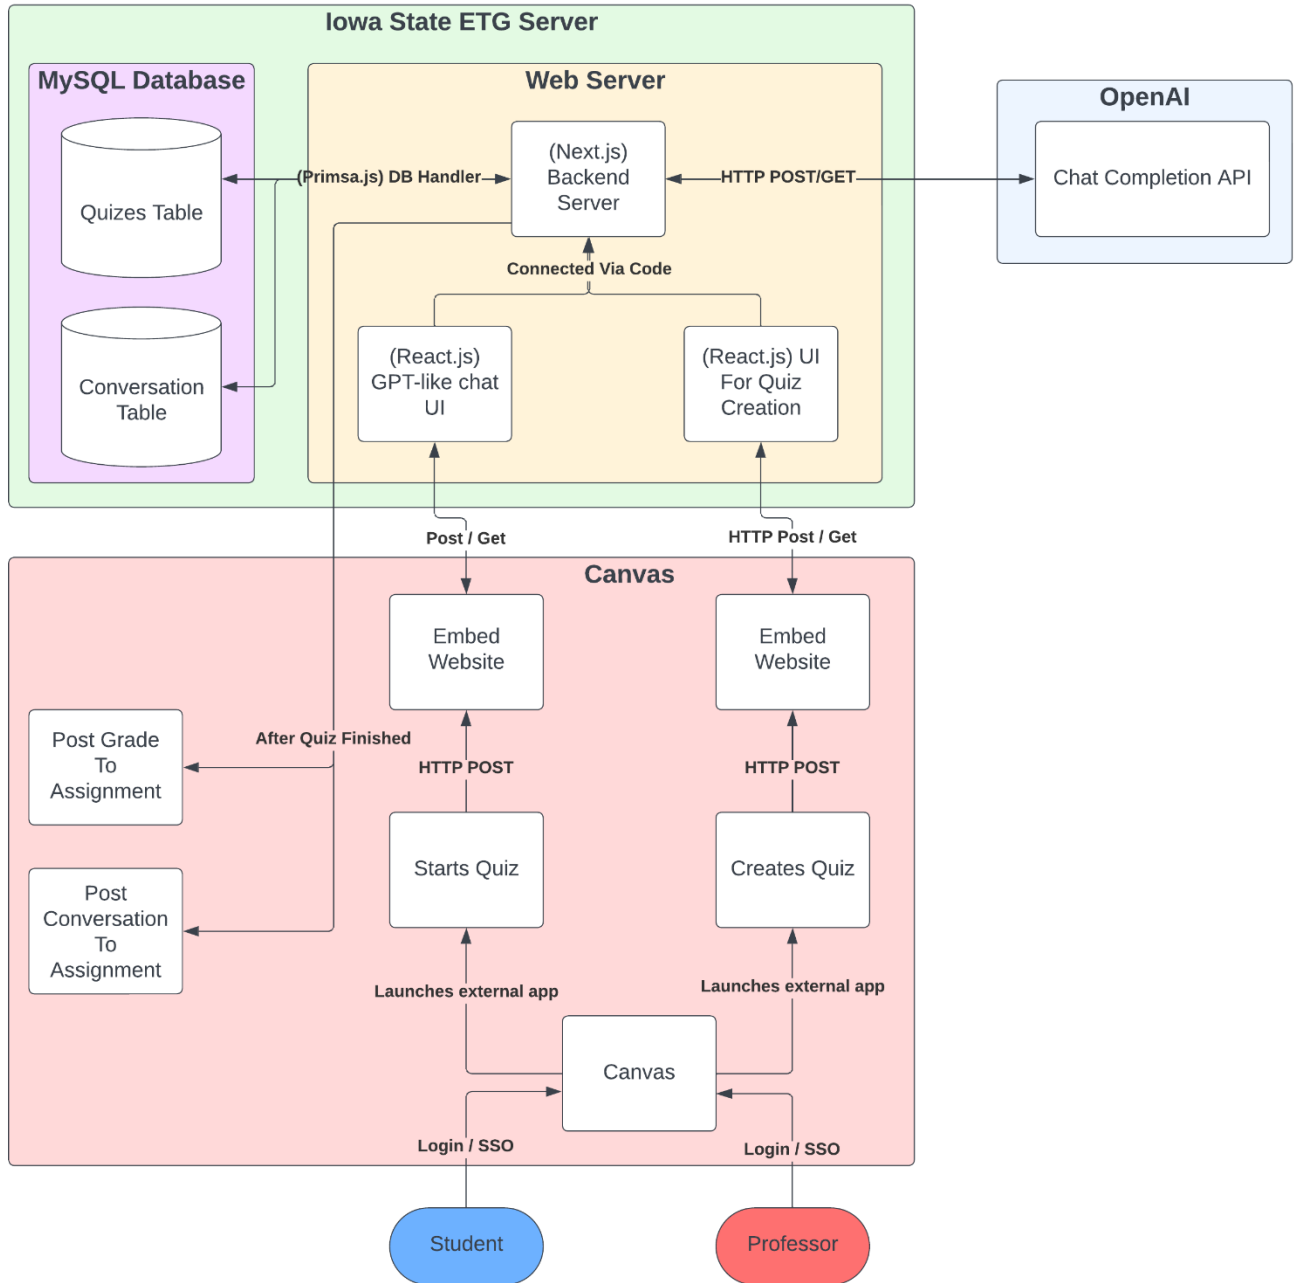 Iowa State ETG Server
MySQL Database
Web Server
OpenAI
Quizes Table
(Primsa.js) DB Handler
(Next.js)
Backend
Server
HTTP POST/GET
Chat Completion API
Connected Via Code
Conversation
Table
(React.js)
GPT-like chat
UI
(React.js) UI
For Quiz
Creation
Post / Get
HTTP Post / Get
Canvas
Embed
Website
Embed
Website
Post Grade
To
Assignment
After Quiz Finished
HTTP POST
HTTP POST
Post
Conversation
To
Assignment
Starts Quiz
Creates Quiz
Launches external app
Launches external app
Canvas
Login / SSO
Login / SSO
Student
Professor